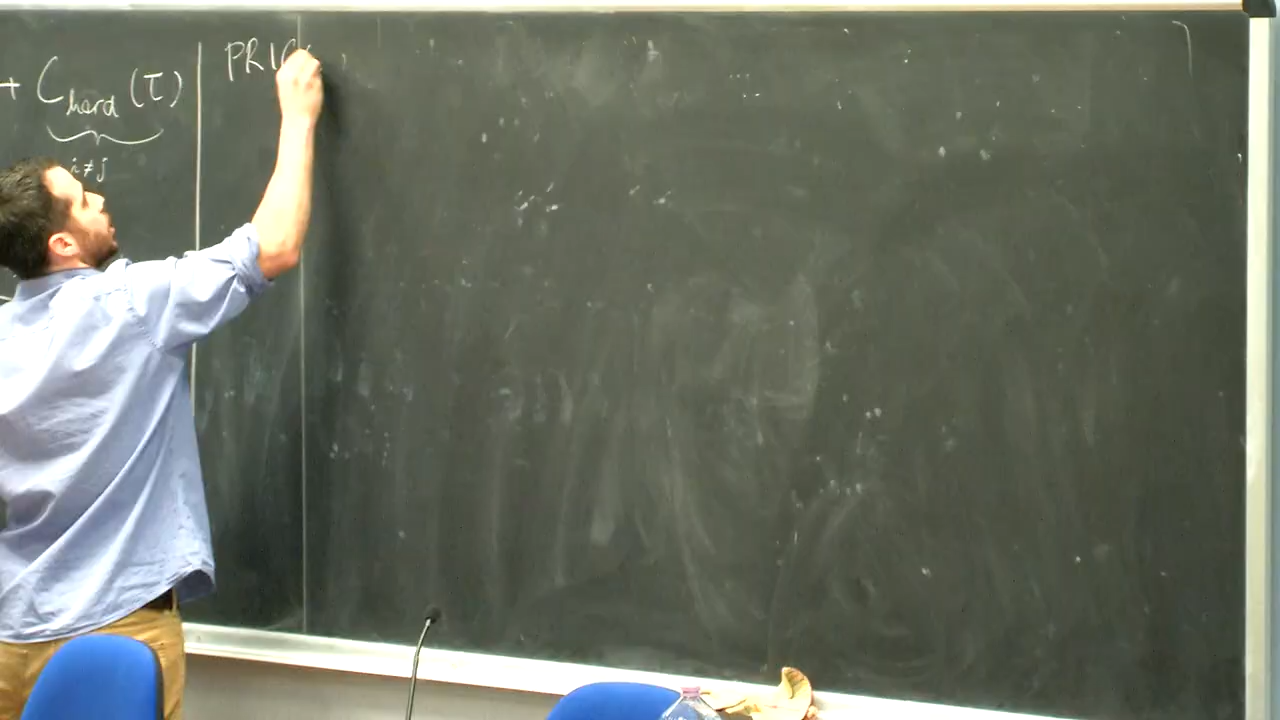 + C_hard (τ)
i ≠ j
PRIC